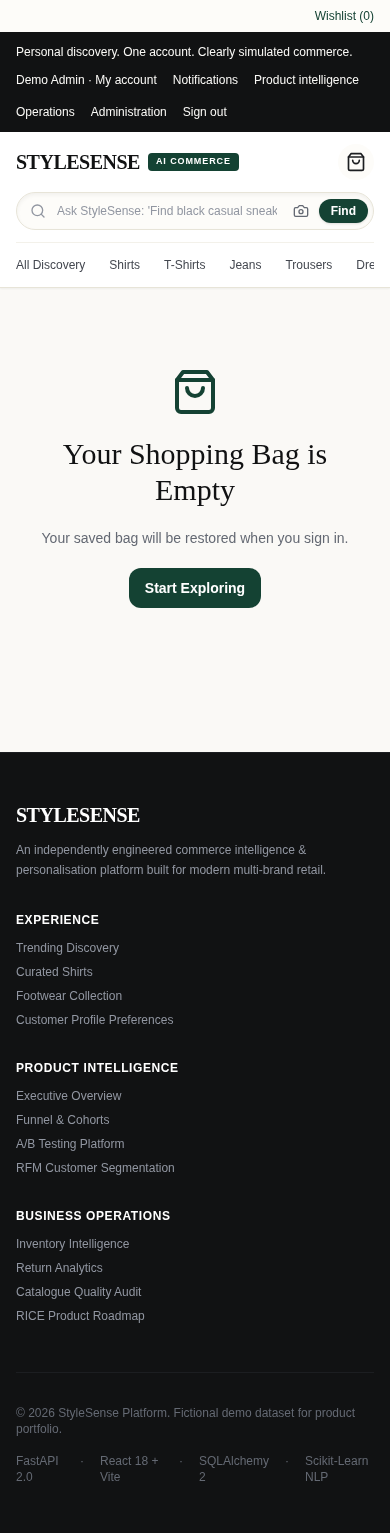 Wishlist (0)
Personal discovery. One account. Clearly simulated commerce.
Demo Admin · My account Notifications Product intelligence
Operations Administration Sign out
STYLESENSE AI COMMERCE
Ask StyleSense: 'Find black casual sneak Find
All Discovery Shirts T-Shirts Jeans Trousers Dre
Your Shopping Bag is
Empty
Your saved bag will be restored when you sign in.
Start Exploring
STYLESENSE
An independently engineered commerce intelligence &
personalisation platform built for modern multi-brand retail.
EXPERIENCE
Trending Discovery
Curated Shirts
Footwear Collection
Customer Profile Preferences
PRODUCT INTELLIGENCE
Executive Overview
Funnel & Cohorts
A/B Testing Platform
RFM Customer Segmentation
BUSINESS OPERATIONS
Inventory Intelligence
Return Analytics
Catalogue Quality Audit
RICE Product Roadmap
© 2026 StyleSense Platform. Fictional demo dataset for product
portfolio.
FastAPI · React 18 + · SQLAlchemy · Scikit-Learn
2.0 Vite 2 NLP